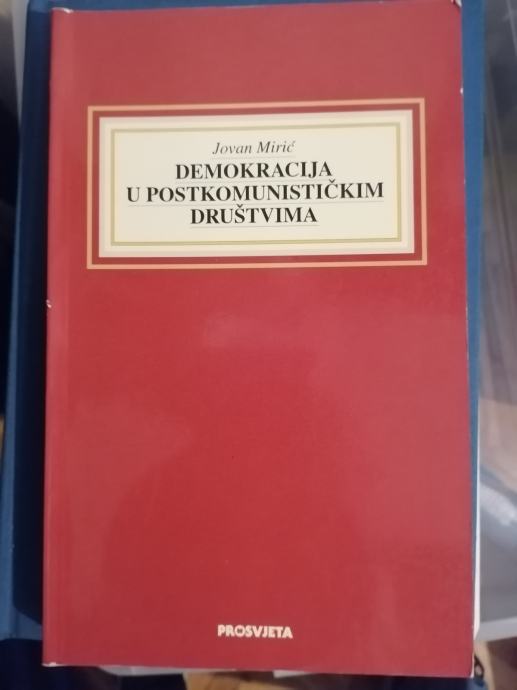 Jovan Mirić
DEMOKRACIJA
U POSTKOMUNISTIČKIM
DRUŠTVIMA
PROSVJETA